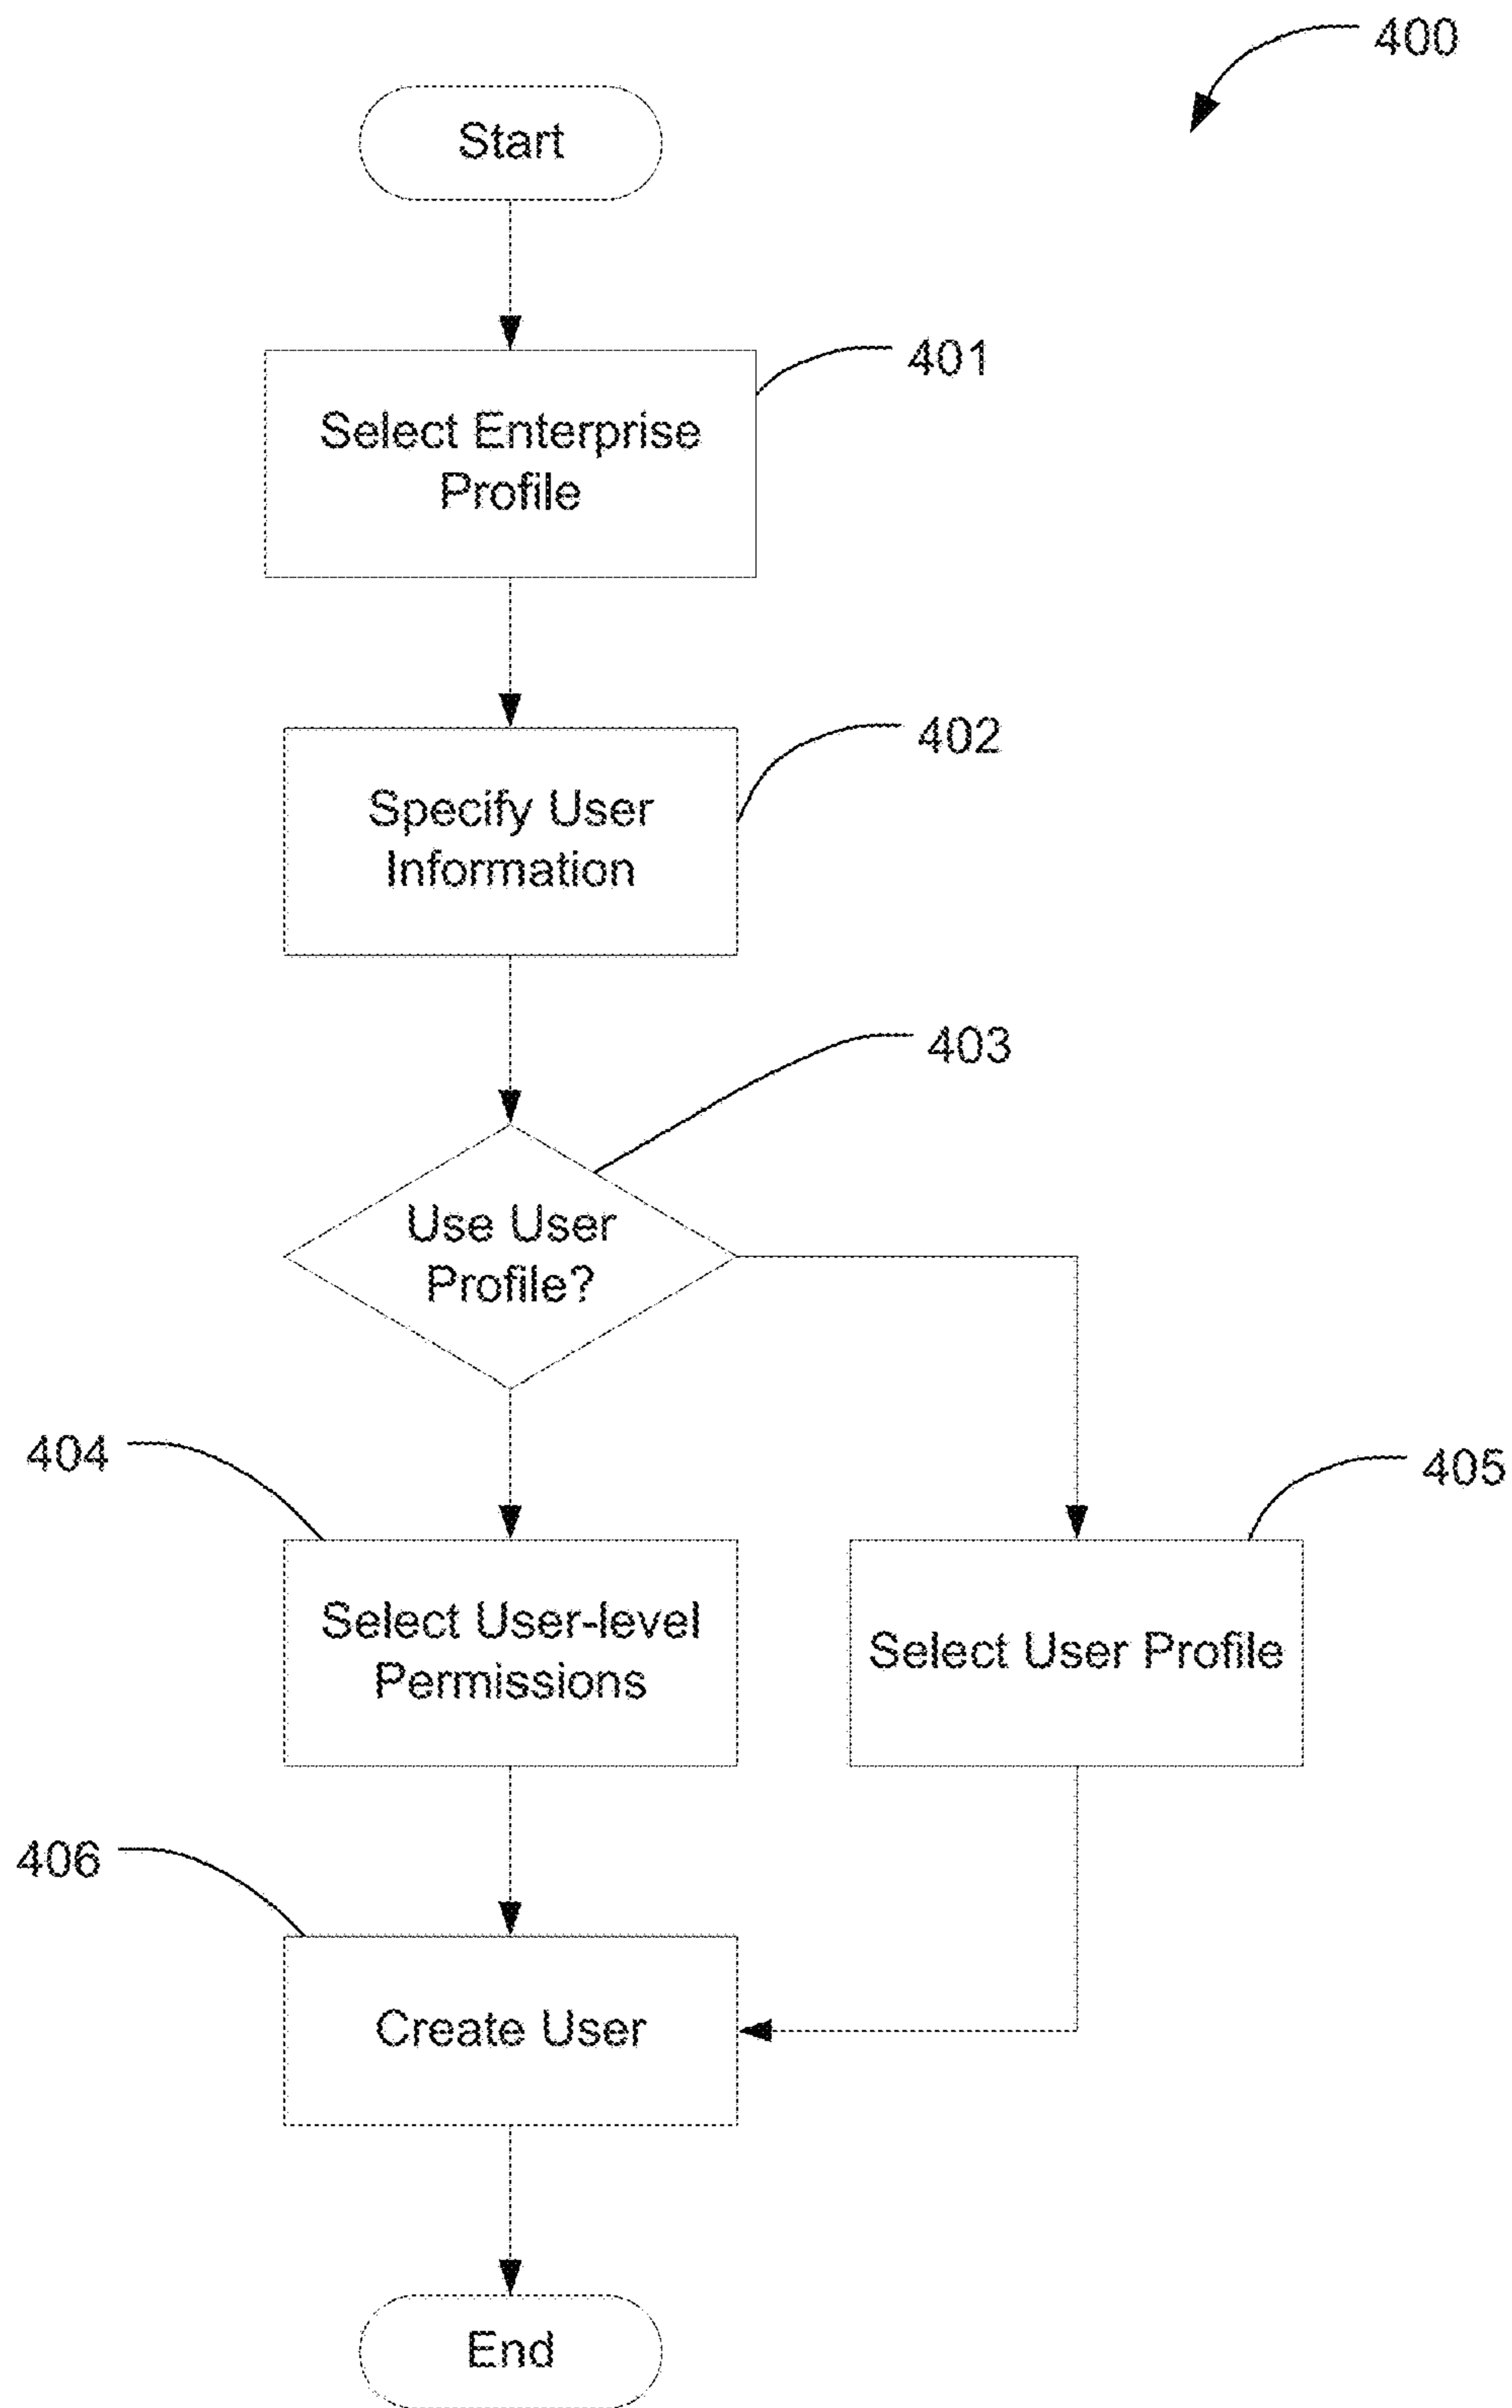 400
Start
401
Select Enterprise
Profile
402
Specify User
Information
403
Use User
Profile?
404
405
Select User-level
Permissions
Select User Profile
406
Create User
End